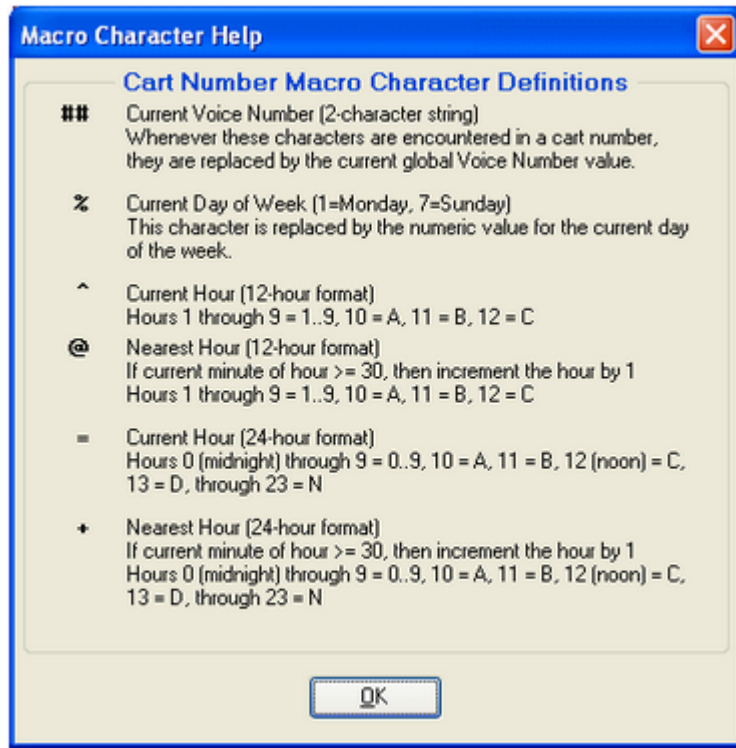 Macro Character Help
Cart Number Macro Character Definitions
## Current Voice Number (2-character string)
Whenever these characters are encountered in a cart number,
they are replaced by the current global Voice Number value.
% Current Day of Week (1=Monday, 7=Sunday)
This character is replaced by the numeric value for the current day
of the week.
^ Current Hour (12-hour format)
Hours 1 through 9 = 1..9, 10 = A, 11 = B, 12 = C
@ Nearest Hour (12-hour format)
If current minute of hour >= 30, then increment the hour by 1
Hours 1 through 9 = 1..9, 10 = A, 11 = B, 12 = C
= Current Hour (24-hour format)
Hours 0 (midnight) through 9 = 0..9, 10 = A, 11 = B, 12 (noon) = C,
13 = D, through 23 = N
+ Nearest Hour (24-hour format)
If current minute of hour >= 30, then increment the hour by 1
Hours 0 (midnight) through 9 = 0..9, 10 = A, 11 = B, 12 (noon) = C,
13 = D, through 23 = N
OK